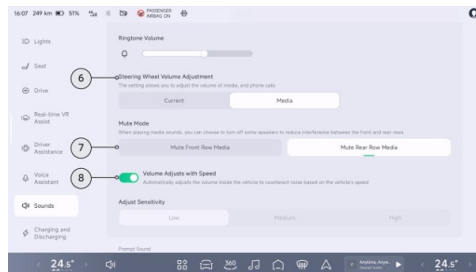 16:07 249 km 51% PASSENGER AIRBAG ON
Lights
Seat
Drive
Real-time VR Assist
Driver Assistance
Voice Assistant
Sounds
Charging and Discharging
Ringtone Volume
6
Steering Wheel Volume Adjustment
The setting allows you to adjust the volume of media, and phone calls
Current Media
Mute Mode
When playing media sounds, you can choose to turn off some speakers to reduce interference between the front and rear rows
7
Mute Front Row Media Mute Rear Row Media
8
Volume Adjusts with Speed
Automatically adjusts the volume inside the vehicle to counteract noise based on the vehicle's speed
Adjust Sensitivity
Low Medium High
Prompt Sound
24.5° 360 Anytime, Anyw... 24.5°